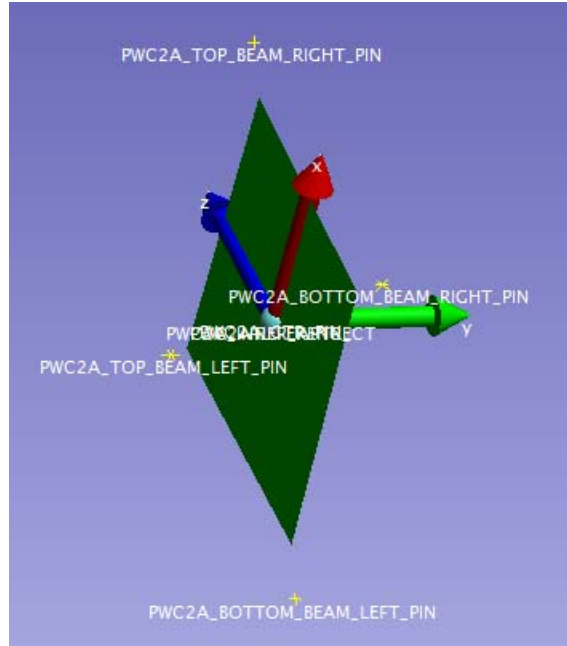 PWC2A_TOP_BEAM_RIGHT_PIN
x
z
PWC2A_BOTTOM_BEAM_RIGHT_PIN
y
PWC2A_TOP_BEAM_LEFT_PIN
PWC2A_BOTTOM_BEAM_LEFT_PIN